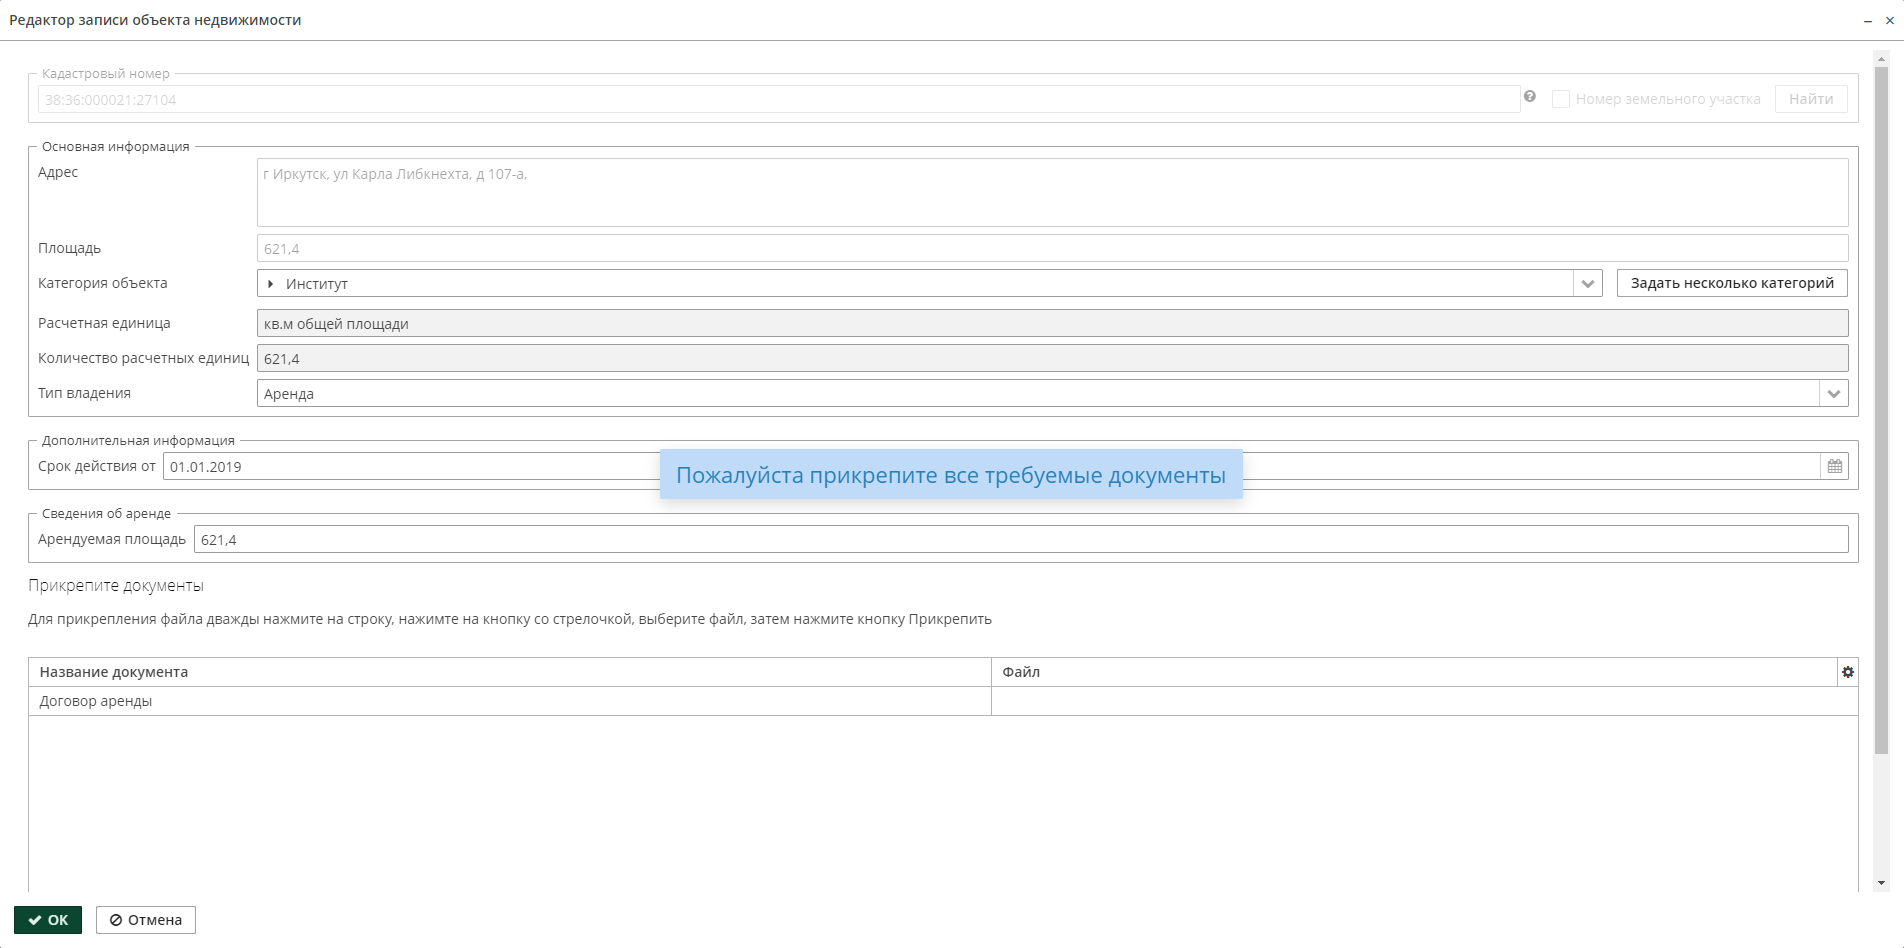 Редактор записи объекта недвижимости
Кадастровый номер
38:36:000021:27104
Номер земельного участка
Найти
Основная информация
Адрес
г Иркутск, ул Карла Либкнехта, д 107-а,
Площадь
621,4
Категория объекта
Институт
Задать несколько категорий
Расчетная единица
кв.м общей площади
Количество расчетных единиц
621,4
Тип владения
Аренда
Дополнительная информация
Срок действия от
01.01.2019
Пожалуйста прикрепите все требуемые документы
Сведения об аренде
Арендуемая площадь
621,4
Прикрепите документы
Для прикрепления файла дважды нажмите на строку, нажимте на кнопку со стрелочкой, выберите файл, затем нажмите кнопку Прикрепить
Название документа
Файл
Договор аренды
ОК
Отмена